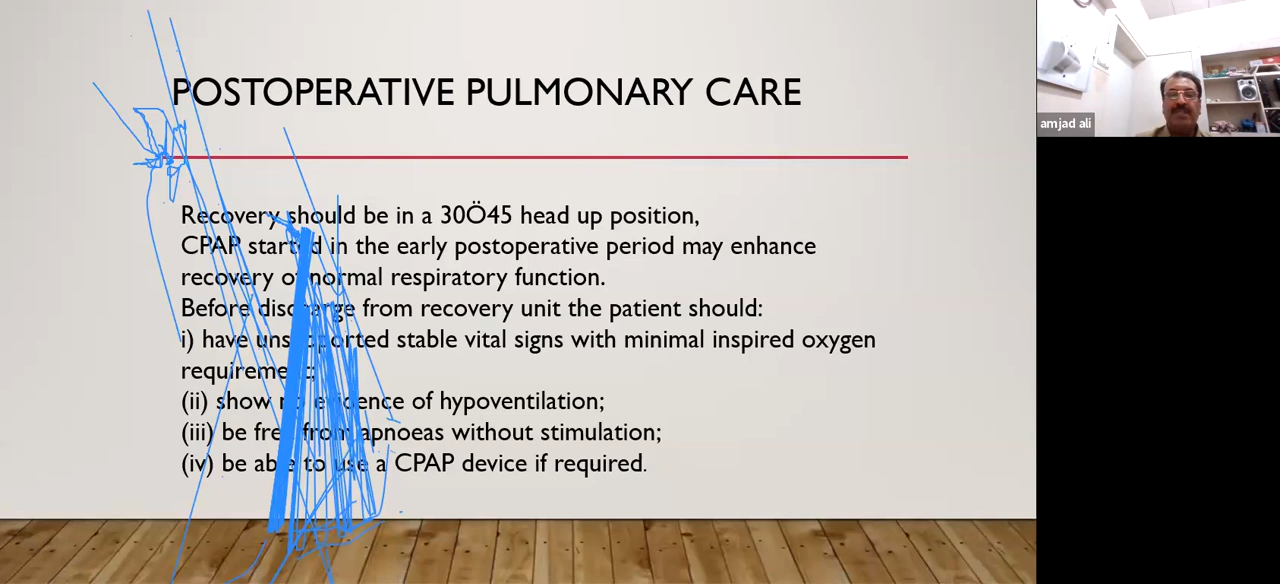 POSTOPERATIVE PULMONARY CARE
amjad ali
Recovery should be in a 30Ö45 head up position,
CPAP started in the early postoperative period may enhance
recovery of normal respiratory function.
Before discharge from recovery unit the patient should:
i) have unsupported stable vital signs with minimal inspired oxygen
requirement;
(ii) show no evidence of hypoventilation;
(iii) be free from apnoeas without stimulation;
(iv) be able to use a CPAP device if required.